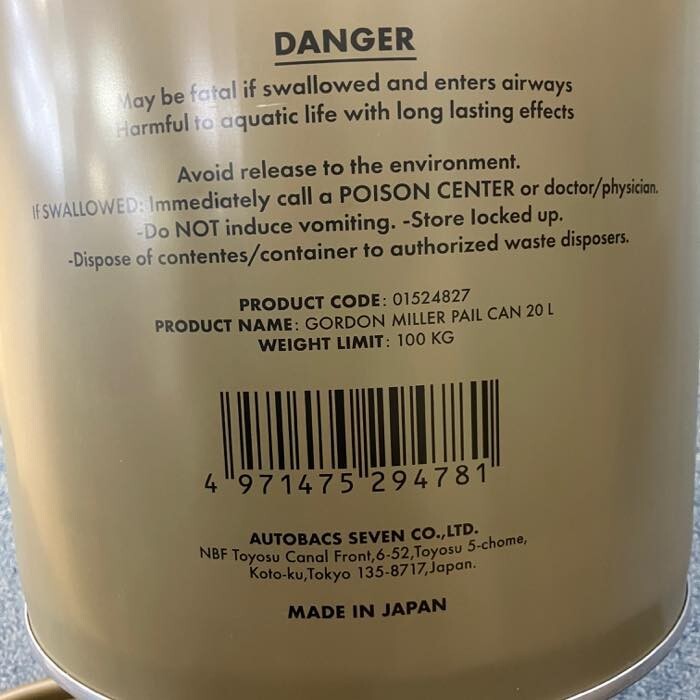 DANGER
May be fatal if swallowed and enters airways
Harmful to aquatic life with long lasting effects
Avoid release to the environment.
If SWALLOWED: Immediately call a POISON CENTER or doctor/physician.
-Do NOT induce vomiting. -Store locked up.
-Dispose of contentes/container to authorized waste disposers.
PRODUCT CODE: 01524827
PRODUCT NAME: GORDON MILLER PAIL CAN 20 L
WEIGHT LIMIT: 100 KG
4 971475 294781
AUTOBACS SEVEN CO.,LTD.
NBF Toyosu Canal Front,6-52,Toyosu 5-chome,
Koto-ku,Tokyo 135-8717,Japan.
MADE IN JAPAN